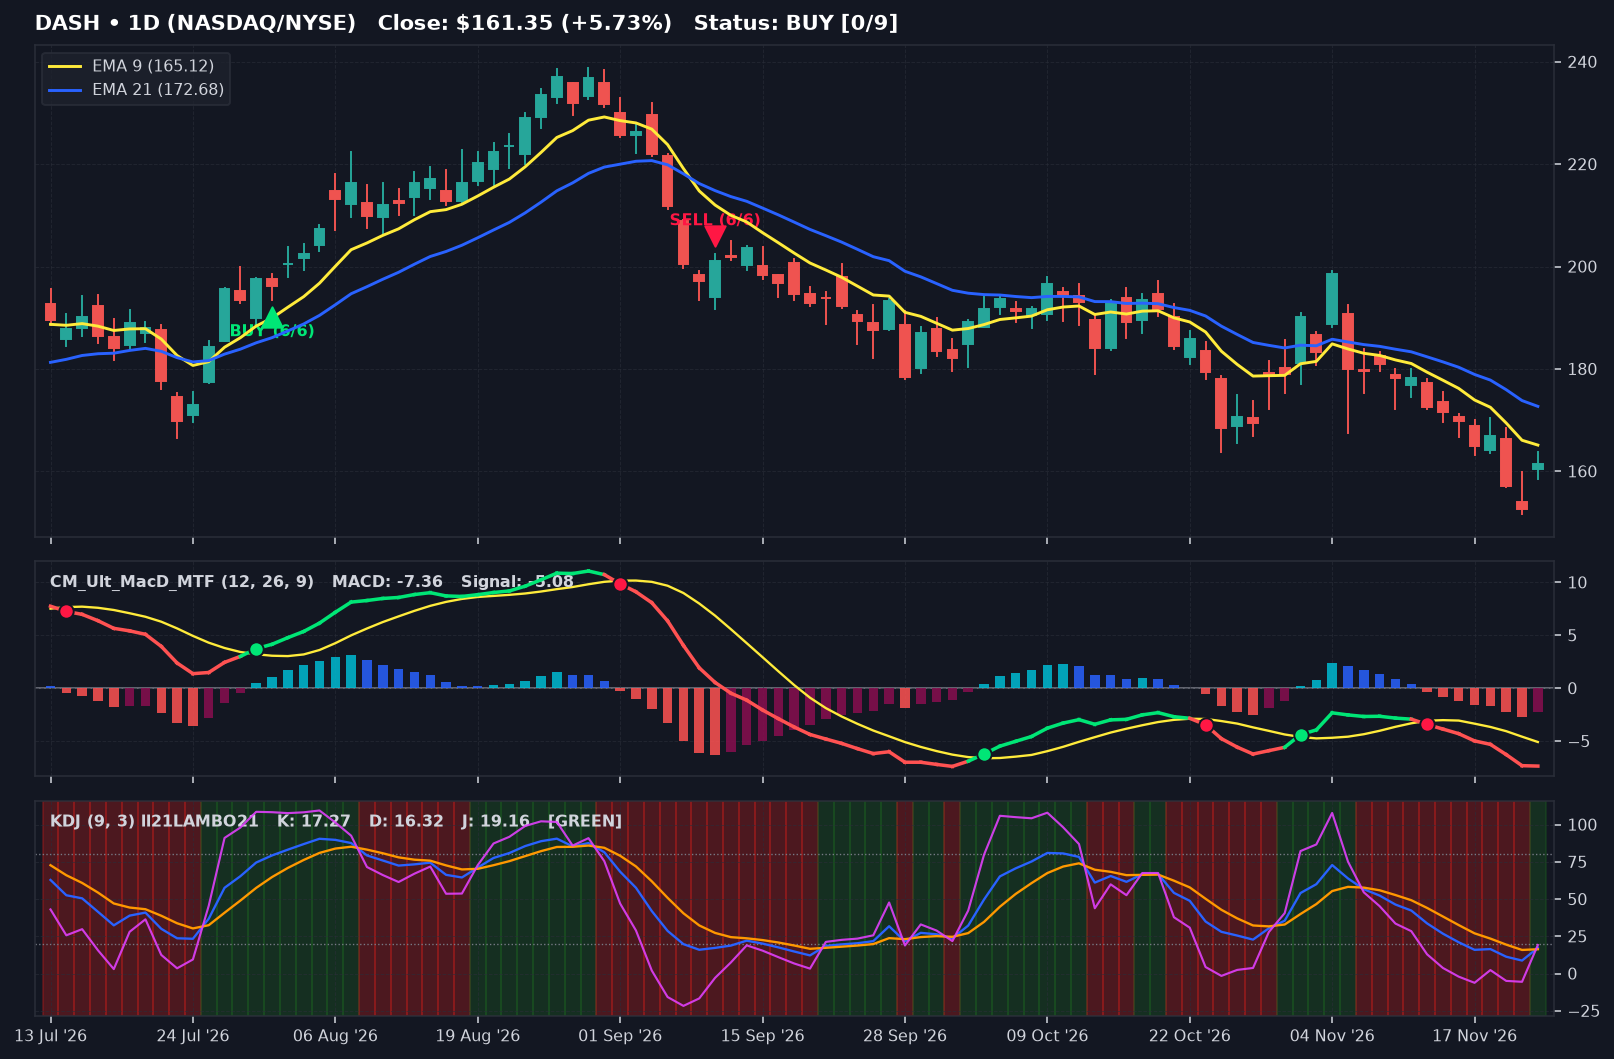 DASH • 1D (NASDAQ/NYSE)   Close: $161.35 (+5.73%)   Status: BUY [0/9]
EMA 9 (165.12)
EMA 21 (172.68)
240
220
200
180
160
SELL (6/6)
BUY (6/6)
CM_Ult_MacD_MTF (12, 26, 9)   MACD: -7.36   Signal: -5.08
10
5
0
−5
KDJ (9, 3) II21LAMBO21   K: 17.27   D: 16.32   J: 19.16   [GREEN]
100
75
50
25
0
−25
13 Jul '26
24 Jul '26
06 Aug '26
19 Aug '26
01 Sep '26
15 Sep '26
28 Sep '26
09 Oct '26
22 Oct '26
04 Nov '26
17 Nov '26